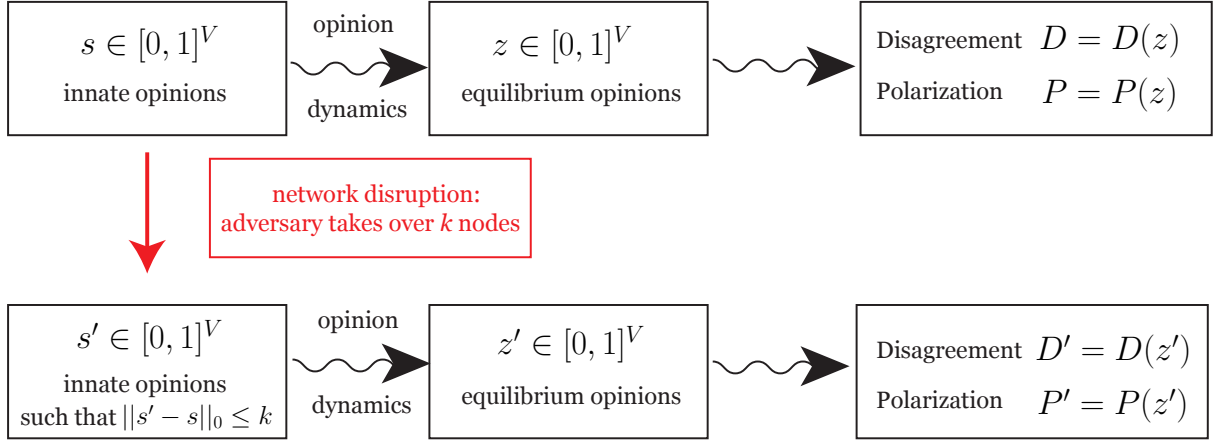 s ∈ [0, 1]^V
innate opinions
opinion
dynamics
z ∈ [0, 1]^V
equilibrium opinions
Disagreement D = D(z)
Polarization P = P(z)
network disruption:
adversary takes over k nodes
s′ ∈ [0, 1]^V
innate opinions
such that ||s′ − s||₀ ≤ k
opinion
dynamics
z′ ∈ [0, 1]^V
equilibrium opinions
Disagreement D′ = D(z′)
Polarization P′ = P(z′)